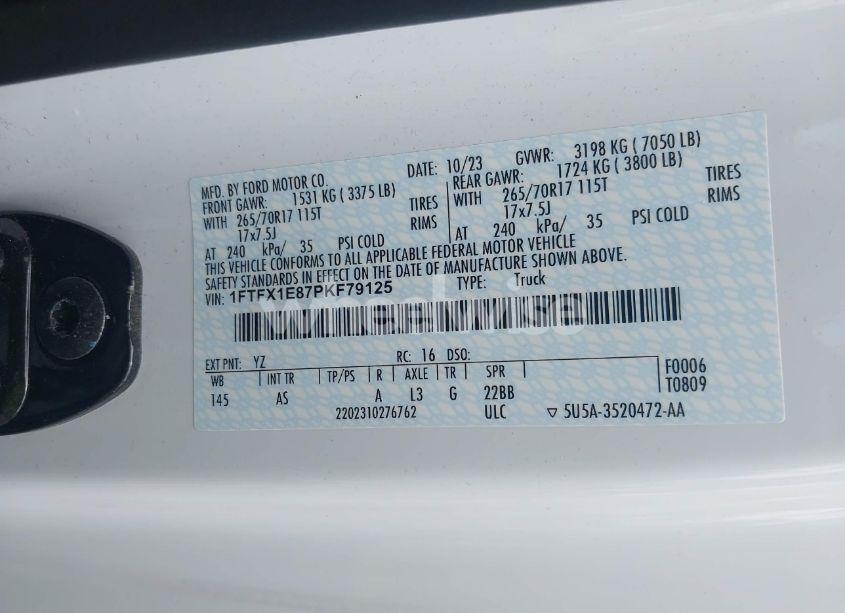 MFD. BY FORD MOTOR CO.
DATE: 10/23 GVWR: 3198 KG ( 7050 LB)
FRONT GAWR: 1531 KG ( 3375 LB)
REAR GAWR: 1724 KG ( 3800 LB)
WITH 265/70R17 115T TIRES
WITH 265/70R17 115T TIRES
17x7.5J RIMS
17x7.5J RIMS
AT 240 kPa/ 35 PSI COLD
AT 240 kPa/ 35 PSI COLD
THIS VEHICLE CONFORMS TO ALL APPLICABLE FEDERAL MOTOR VEHICLE
SAFETY STANDARDS IN EFFECT ON THE DATE OF MANUFACTURE SHOWN ABOVE.
VIN: 1FTFX1E87PKF79125 TYPE: Truck
EXT PNT: YZ RC: 16 DSO:
WB INT TR TP/PS R AXLE TR SPR
145 AS A L3 G 22BB
F0006
T0809
2202310276762 ULC ▽ 5U5A-3520472-AA